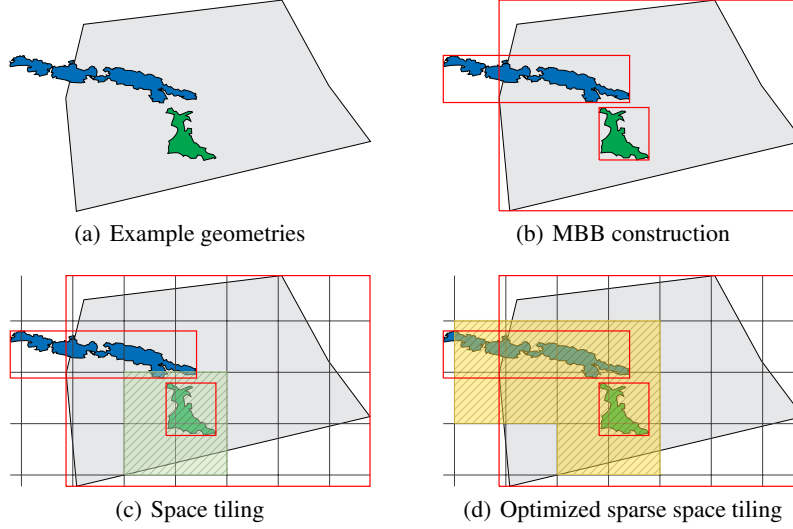 (a) Example geometries
(b) MBB construction
(c) Space tiling
(d) Optimized sparse space tiling